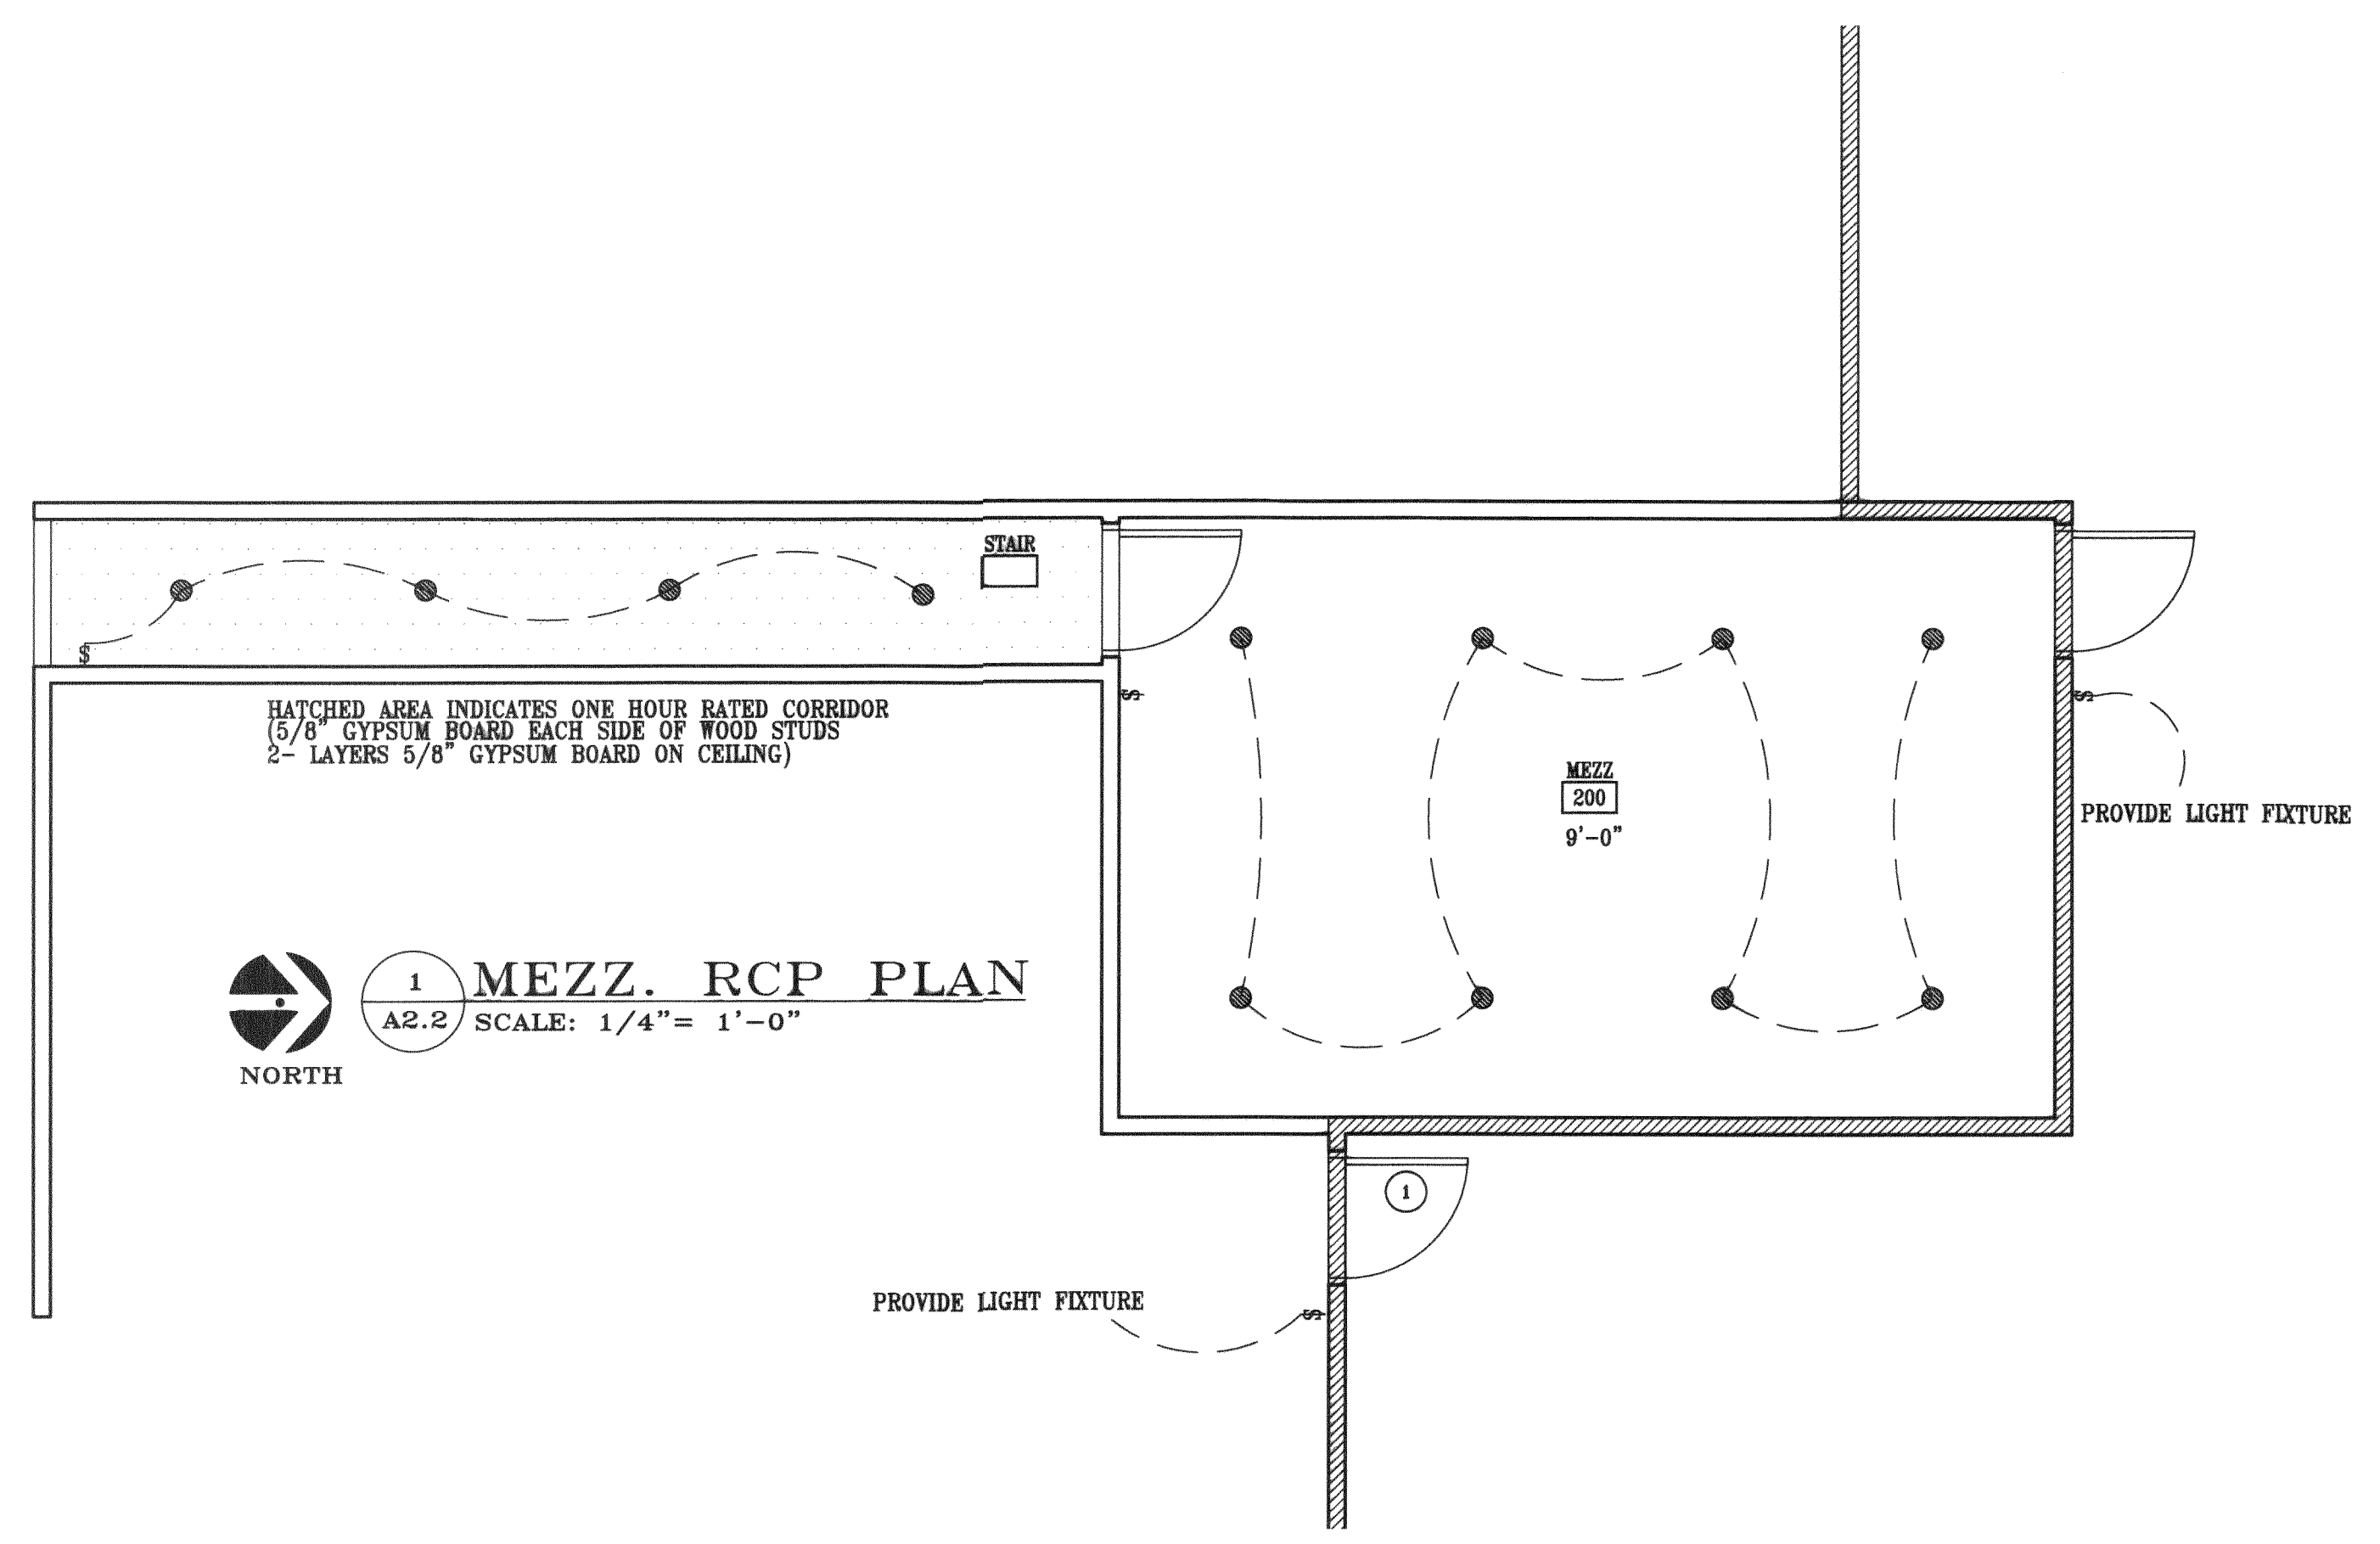 STAIR
$
HATCHED AREA INDICATES ONE HOUR RATED CORRIDOR
(5/8" GYPSUM BOARD EACH SIDE OF WOOD STUDS
2- LAYERS 5/8" GYPSUM BOARD ON CEILING)
$
$
MEZZ
200
9'-0"
PROVIDE LIGHT FIXTURE
1
A2.2
MEZZ. RCP PLAN
SCALE: 1/4"= 1'-0"
NORTH
1
PROVIDE LIGHT FIXTURE
$